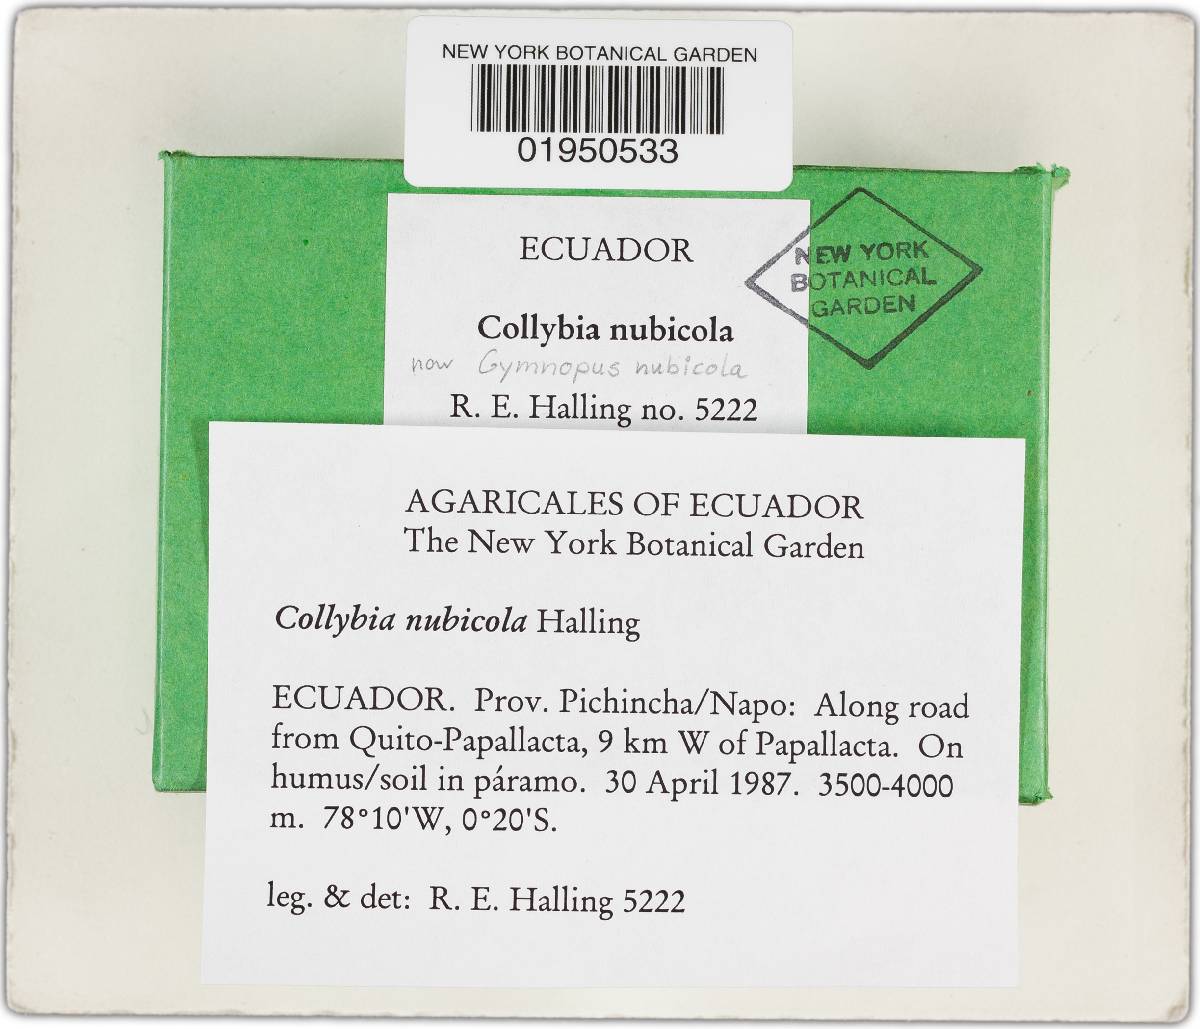 NEW YORK BOTANICAL GARDEN
01950533
ECUADOR
Collybia nubicola
now Gymnopus nubicola
R. E. Halling no. 5222
NEW YORK
BOTANICAL
GARDEN
AGARICALES OF ECUADOR
The New York Botanical Garden
Collybia nubicola Halling
ECUADOR. Prov. Pichincha/Napo: Along road
from Quito-Papallacta, 9 km W of Papallacta. On
humus/soil in páramo. 30 April 1987. 3500-4000
m. 78°10'W, 0°20'S.
leg. & det: R. E. Halling 5222